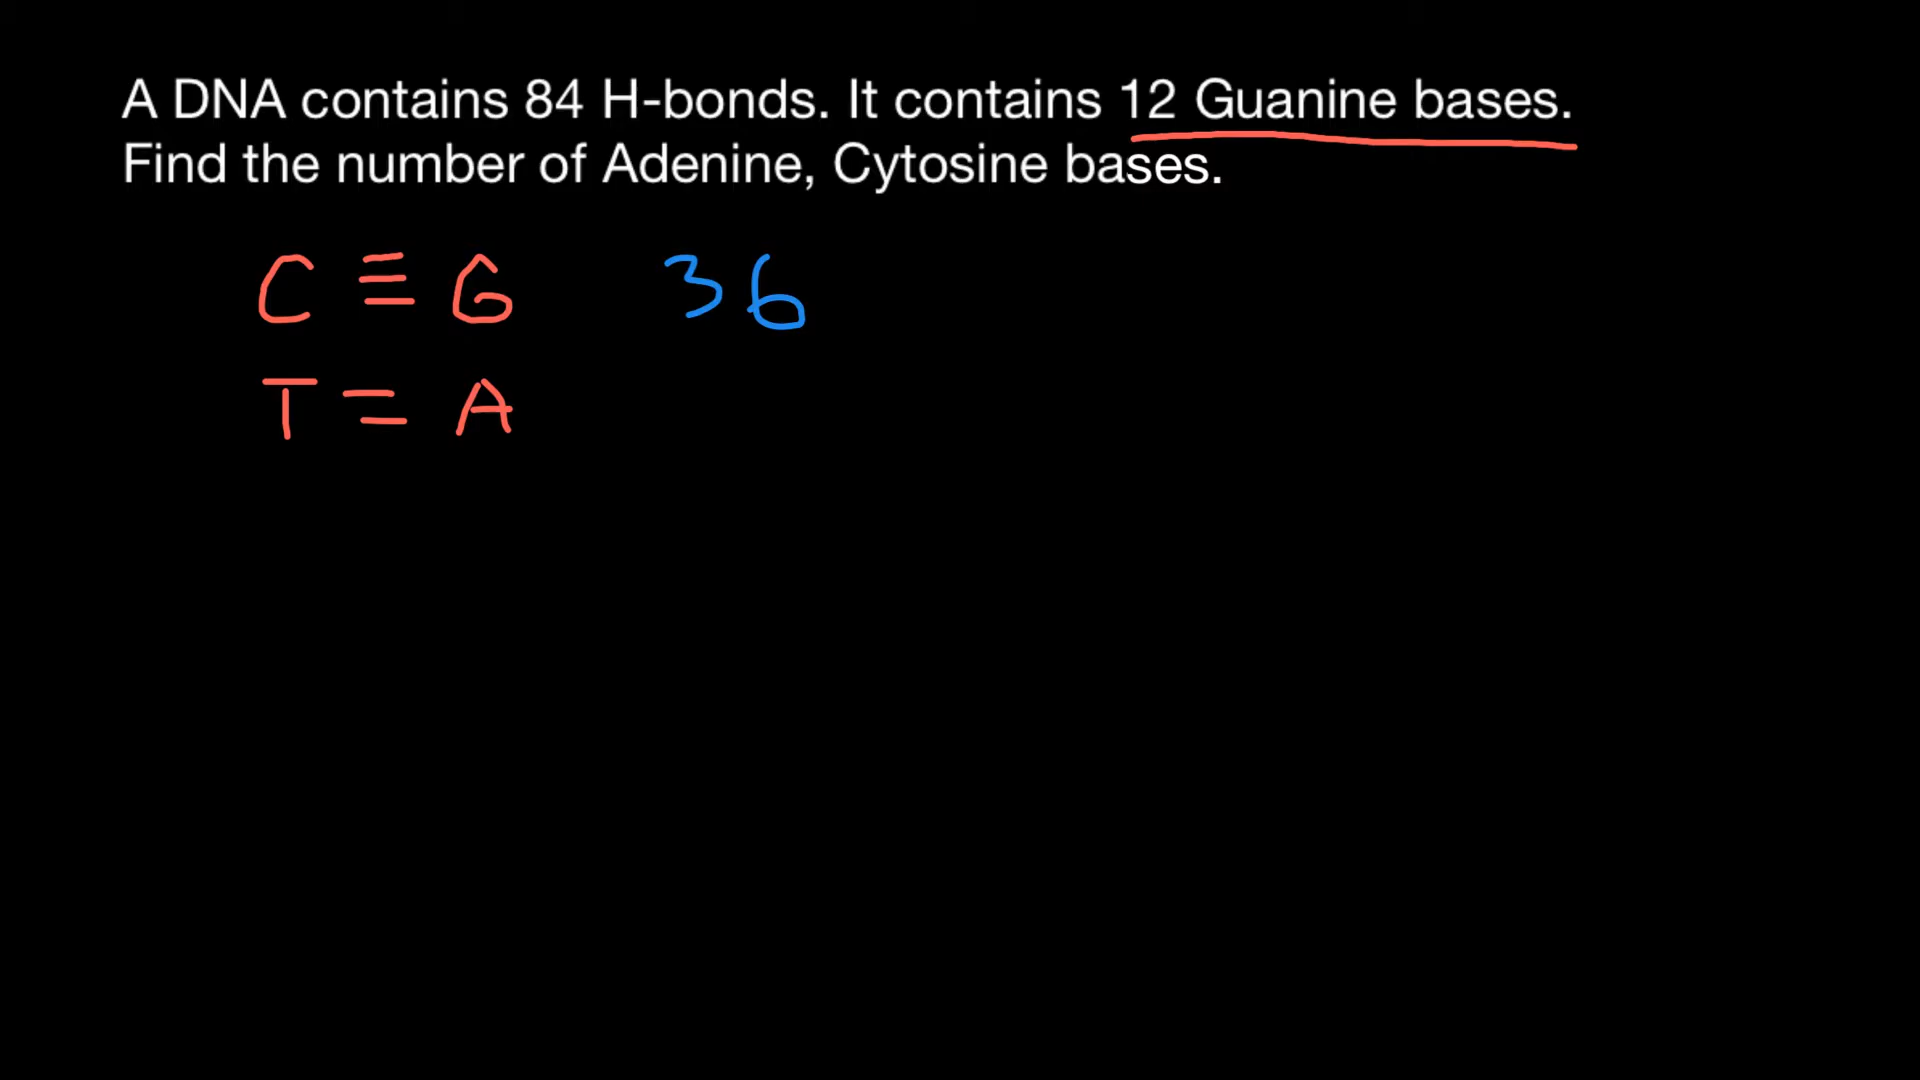 A DNA contains 84 H-bonds. It contains 12 Guanine bases.
Find the number of Adenine, Cytosine bases.
C ≡ G 36
T = A